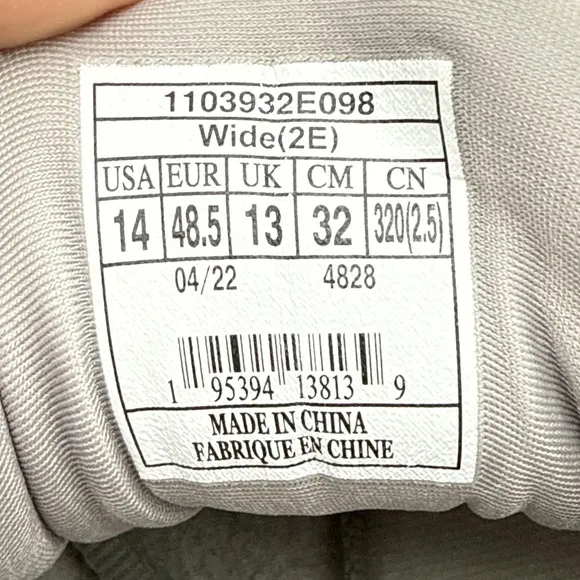 1103932E098
Wide(2E)
USA EUR UK CM CN
14 48.5 13 32 320(2.5)
04/22 4828
1 95394 13813 9
MADE IN CHINA
FABRIQUE EN CHINE